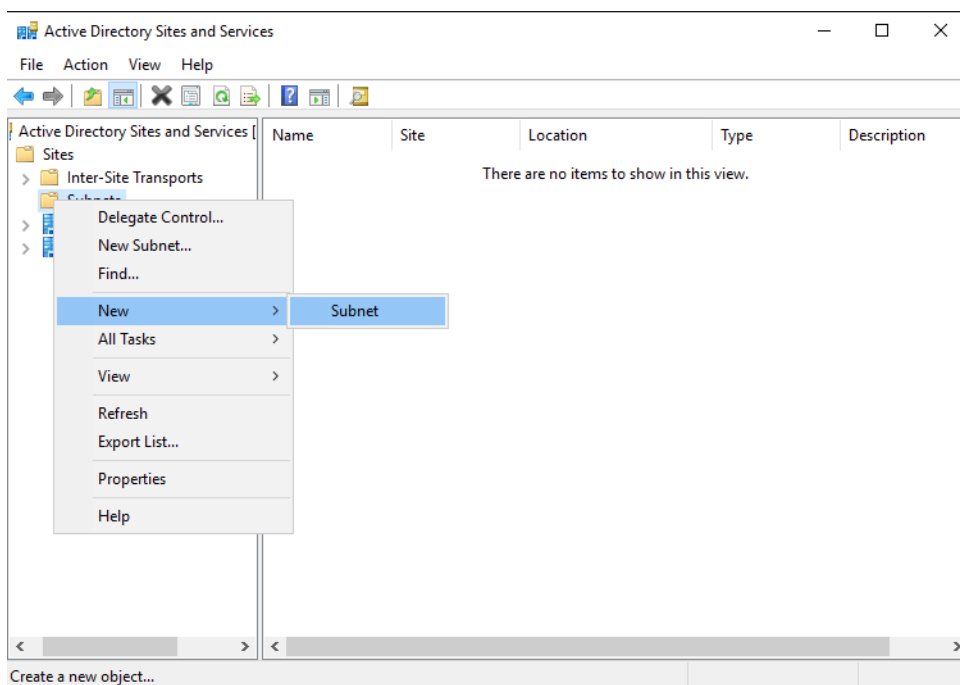 Active Directory Sites and Services
File Action View Help
Active Directory Sites and Services [
Name Site Location Type Description
Sites
There are no items to show in this view.
Inter-Site Transports
Subnets
Delegate Control...
New Subnet...
Find...
New
Subnet
All Tasks
View
Refresh
Export List...
Properties
Help
Create a new object...